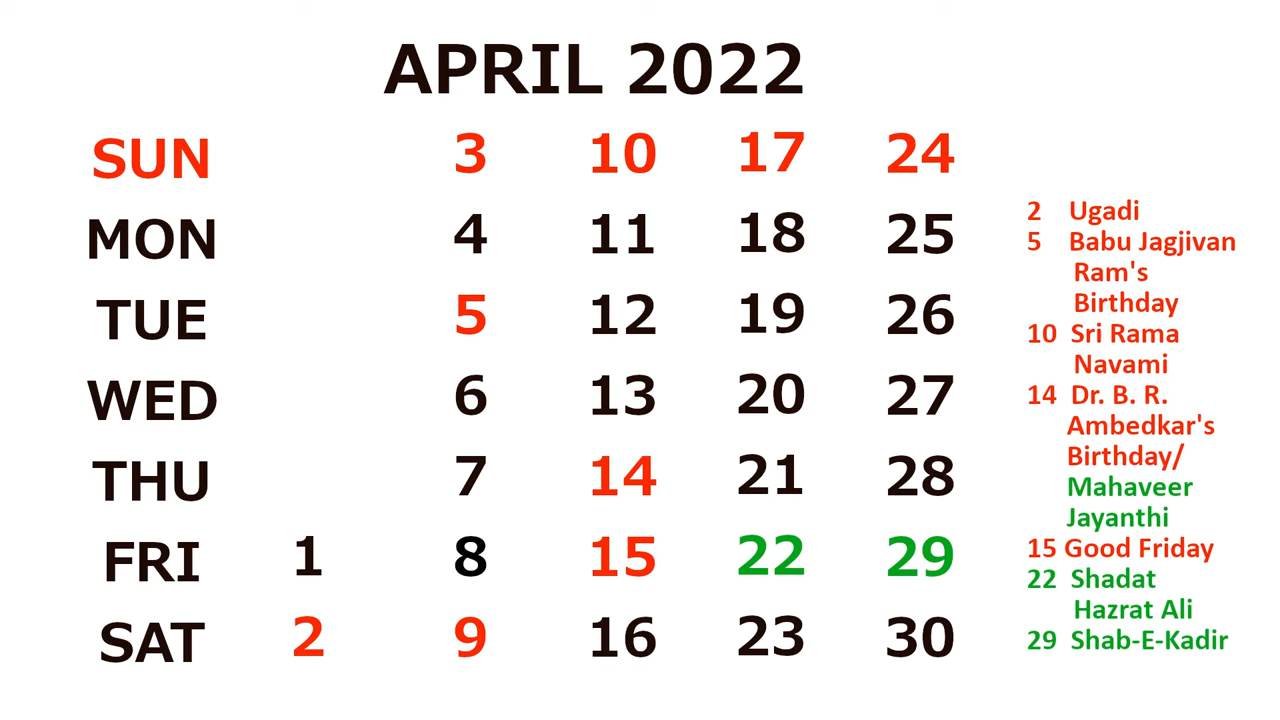 APRIL 2022
SUN 3 10 17 24
MON 4 11 18 25
TUE 5 12 19 26
WED 6 13 20 27
THU 7 14 21 28
FRI 1 8 15 22 29
SAT 2 9 16 23 30
2 Ugadi
5 Babu Jagjivan
Ram's
Birthday
10 Sri Rama
Navami
14 Dr. B. R.
Ambedkar's
Birthday/
Mahaveer
Jayanthi
15 Good Friday
22 Shadat
Hazrat Ali
29 Shab-E-Kadir